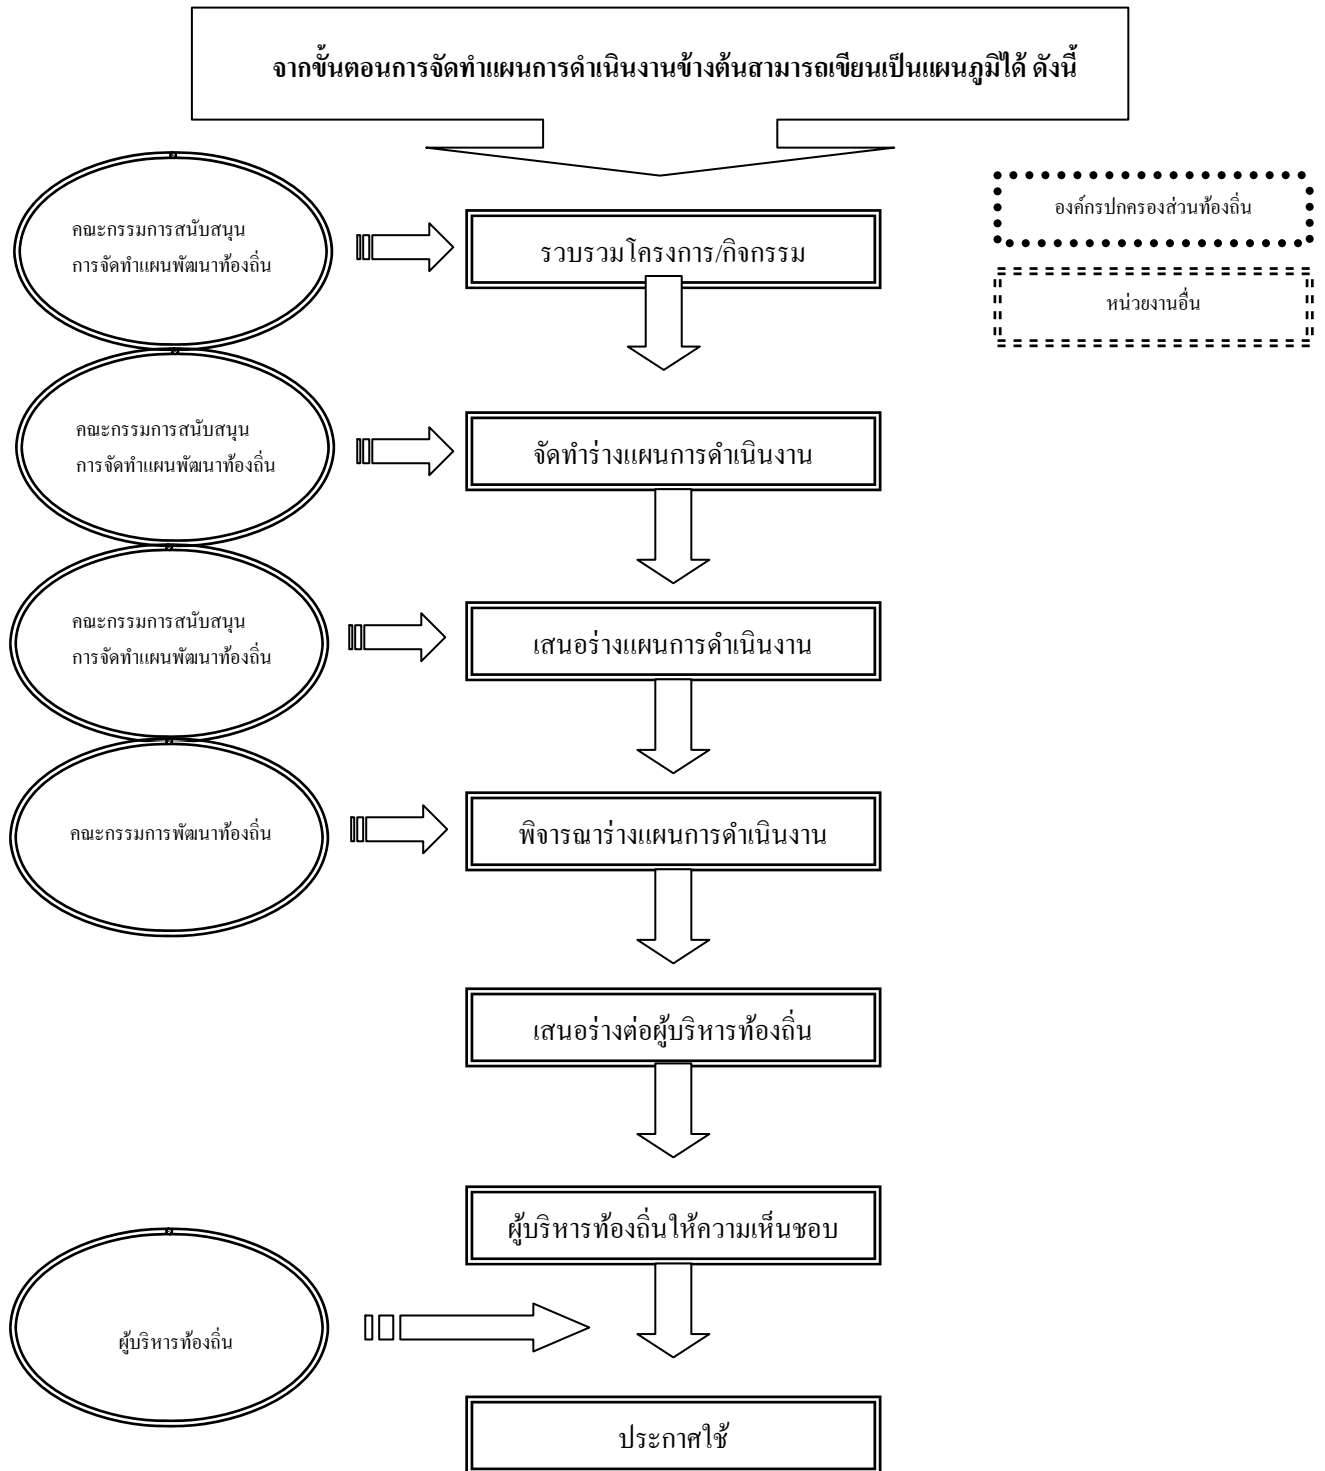 จากขั้นตอนการจัดทำแผนการดำเนินงานข้างต้นสามารถเขียนเป็นแผนภูมิได้ ดังนี้
คณะกรรมการสนับสนุน
การจัดทำแผนพัฒนาท้องถิ่น
รวบรวมโครงการ/กิจกรรม
องค์กรปกครองส่วนท้องถิ่น
หน่วยงานอื่น
คณะกรรมการสนับสนุน
การจัดทำแผนพัฒนาท้องถิ่น
จัดทำร่างแผนการดำเนินงาน
คณะกรรมการสนับสนุน
การจัดทำแผนพัฒนาท้องถิ่น
เสนอร่างแผนการดำเนินงาน
คณะกรรมการพัฒนาท้องถิ่น
พิจารณาร่างแผนการดำเนินงาน
เสนอร่างต่อผู้บริหารท้องถิ่น
ผู้บริหารท้องถิ่นให้ความเห็นชอบ
ผู้บริหารท้องถิ่น
ประกาศใช้